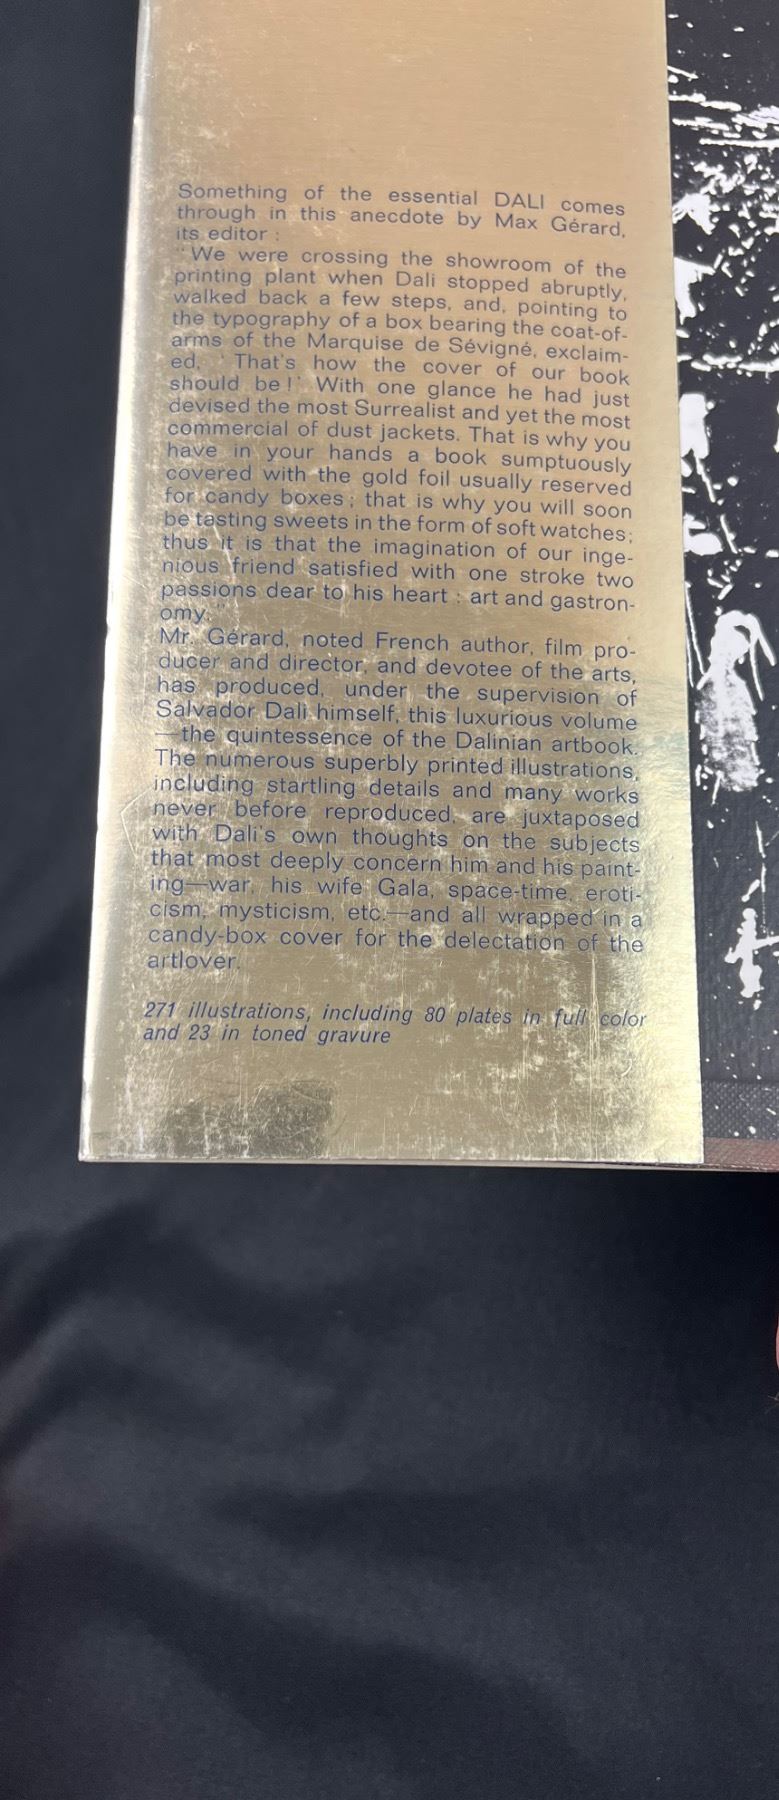 Something of the essential DALI comes
through in this anecdote by Max Gérard,
its editor :
"We were crossing the showroom of the
printing plant when Dali stopped abruptly,
walked back a few steps, and, pointing to
the typography of a box bearing the coat-of-
arms of the Marquise de Sévigné, exclaim-
ed, 'That's how the cover of our book
should be!' With one glance he had just
devised the most Surrealist and yet the most
commercial of dust jackets. That is why you
have in your hands a book sumptuously
covered with the gold foil usually reserved
for candy boxes; that is why you will soon
be tasting sweets in the form of soft watches;
thus it is that the imagination of our inge-
nious friend satisfied with one stroke two
passions dear to his heart : art and gastron-
omy."
Mr. Gérard, noted French author, film pro-
ducer and director, and devotee of the arts,
has produced, under the supervision of
Salvador Dali himself, this luxurious volume
—the quintessence of the Dalinian artbook.
The numerous superbly printed illustrations,
including startling details and many works
never before reproduced, are juxtaposed
with Dali's own thoughts on the subjects
that most deeply concern him and his paint-
ing—war, his wife Gala, space-time, eroti-
cism, mysticism, etc.—and all wrapped in a
candy-box cover for the delectation of the
artlover.
271 illustrations, including 80 plates in full color
and 23 in toned gravure